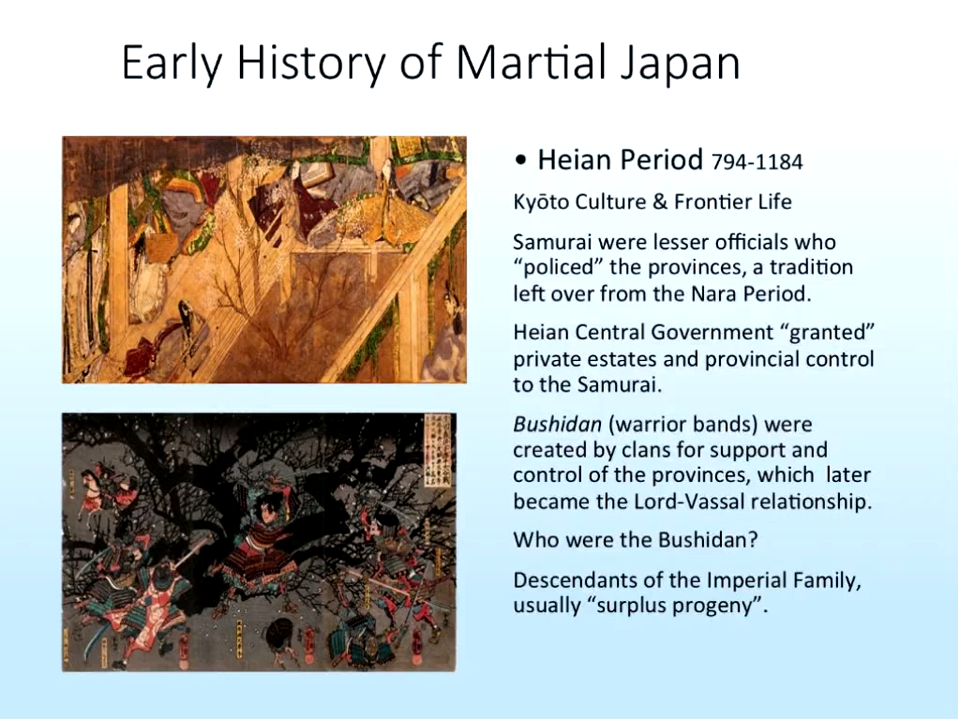 Early History of Martial Japan
• Heian Period 794-1184
Kyōto Culture & Frontier Life
Samurai were lesser officials who
“policed” the provinces, a tradition
left over from the Nara Period.
Heian Central Government “granted”
private estates and provincial control
to the Samurai.
Bushidan (warrior bands) were
created by clans for support and
control of the provinces, which  later
became the Lord-Vassal relationship.
Who were the Bushidan?
Descendants of the Imperial Family,
usually “surplus progeny”.